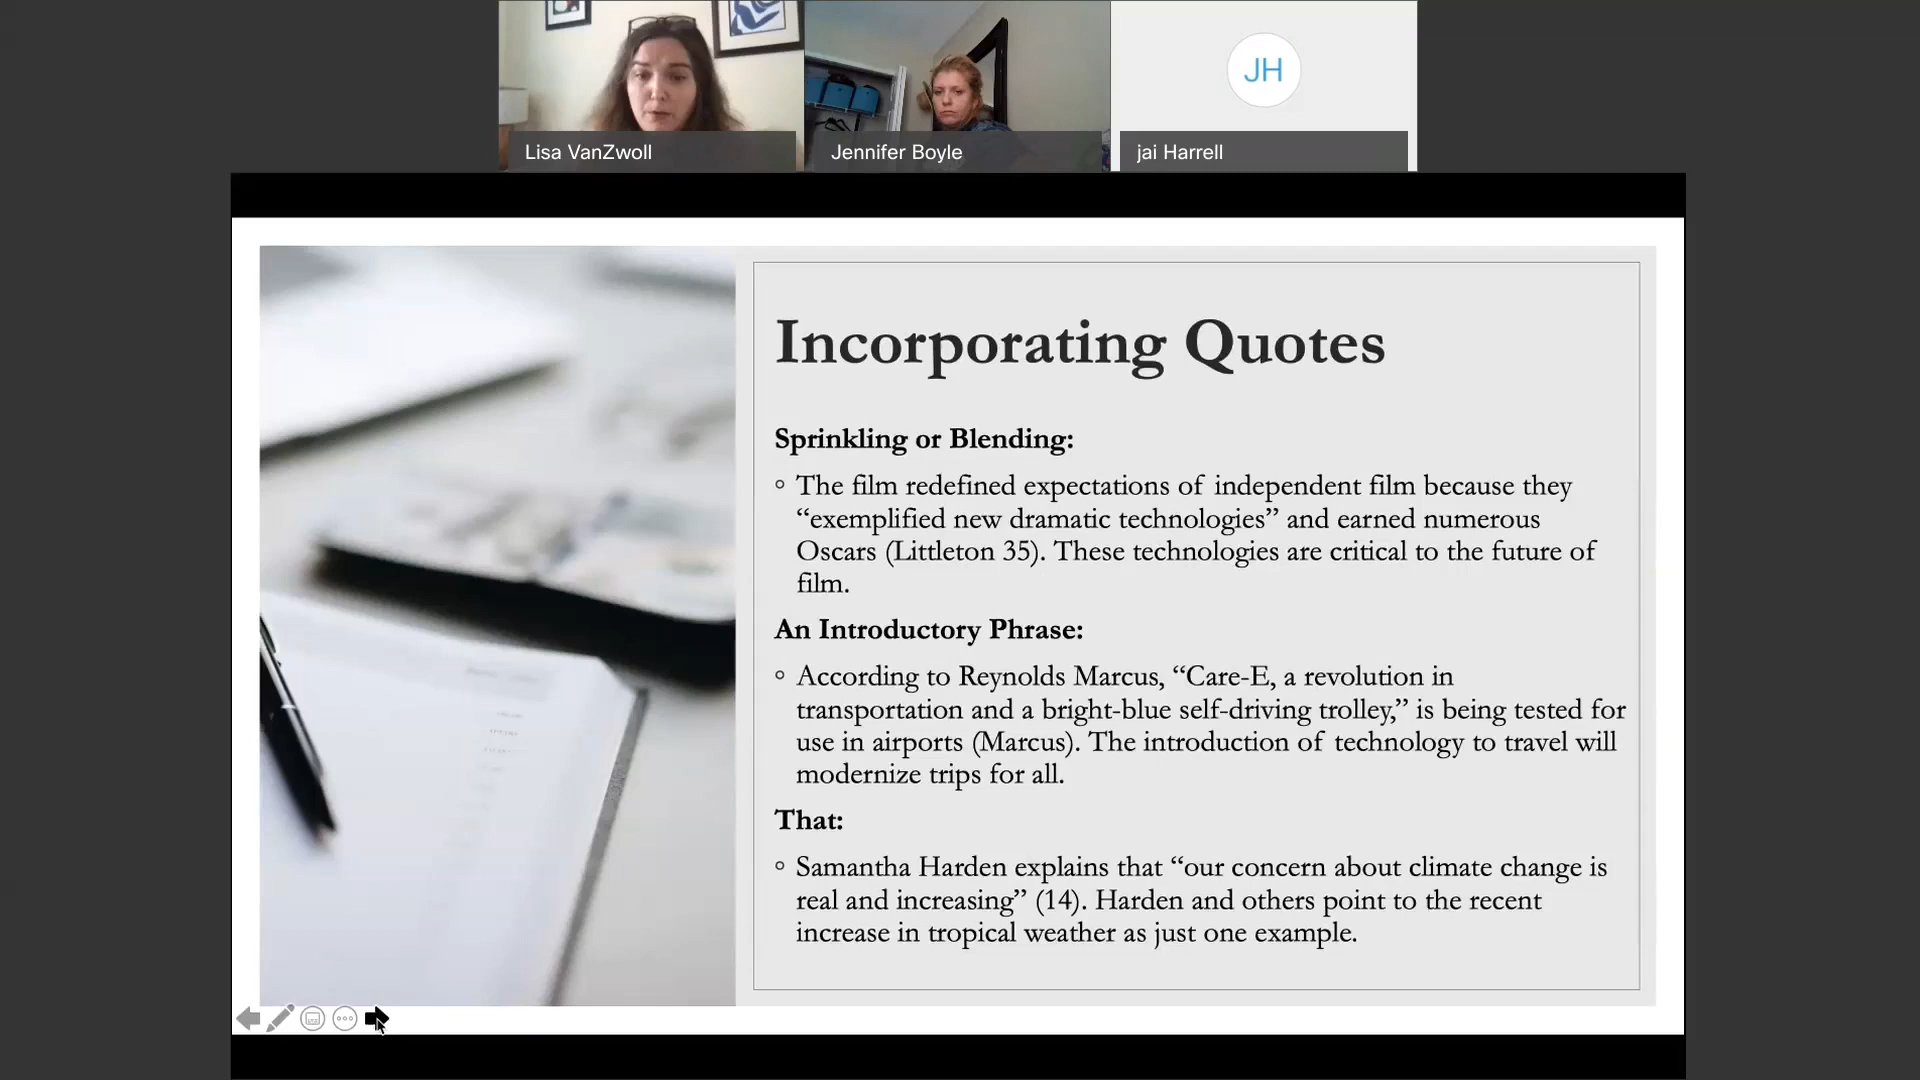 JH
Lisa VanZwoll
Jennifer Boyle
jai Harrell
Incorporating Quotes
Sprinkling or Blending:
The film redefined expectations of independent film because they
“exemplified new dramatic technologies” and earned numerous
Oscars (Littleton 35). These technologies are critical to the future of
film.
An Introductory Phrase:
According to Reynolds Marcus, “Care-E, a revolution in
transportation and a bright-blue self-driving trolley,” is being tested for
use in airports (Marcus). The introduction of technology to travel will
modernize trips for all.
That:
Samantha Harden explains that “our concern about climate change is
real and increasing” (14). Harden and others point to the recent
increase in tropical weather as just one example.